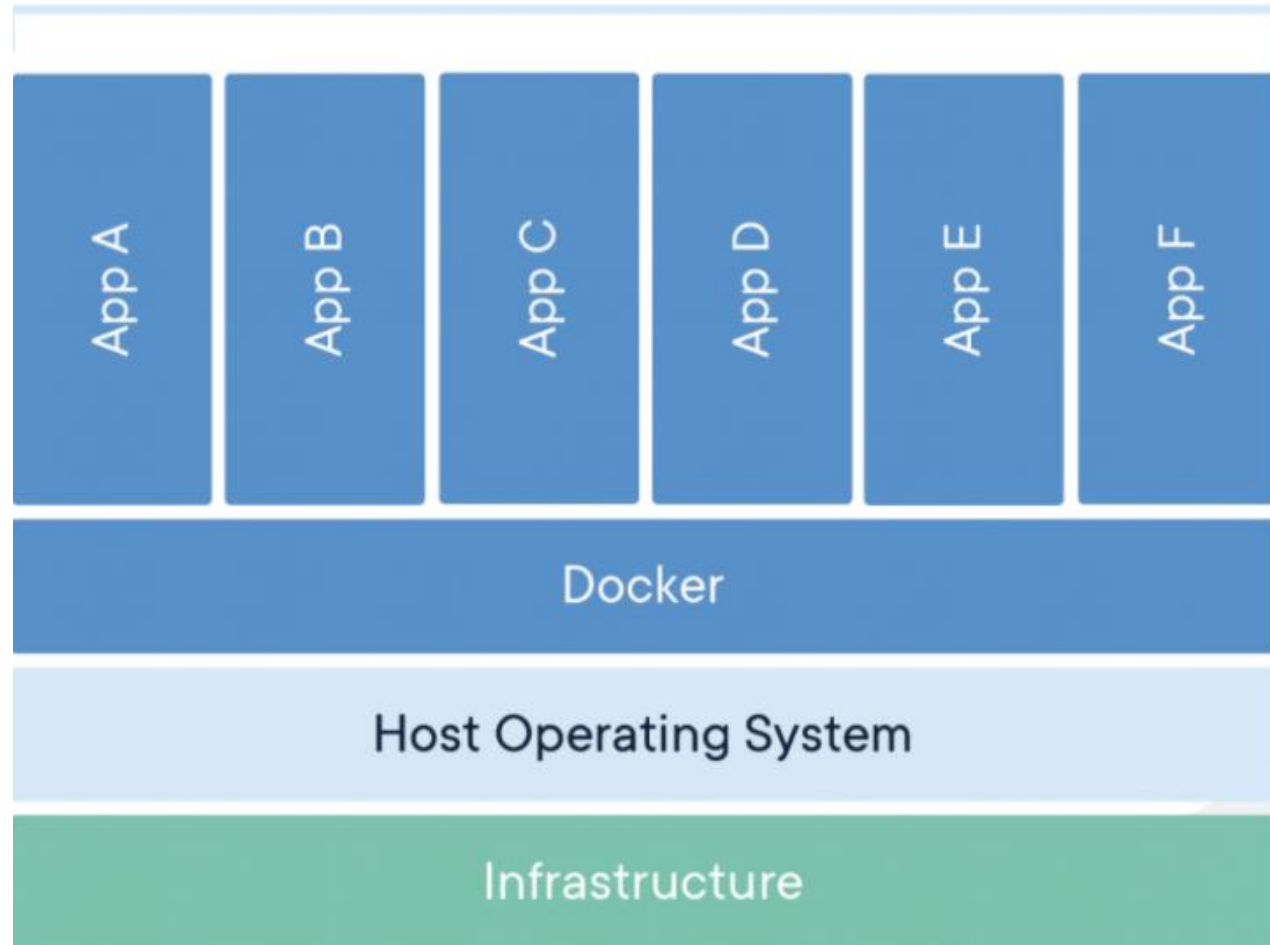 App A
App B
App C
App D
App E
App F
Docker
Host Operating System
Infrastructure